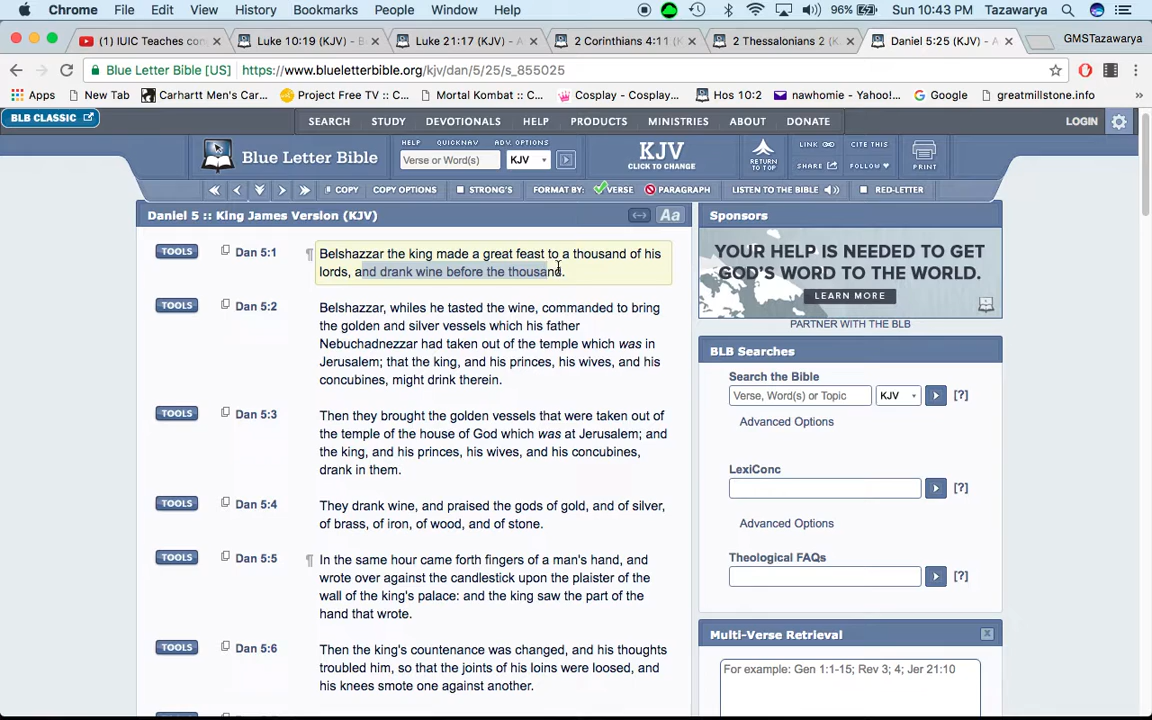 Chrome File Edit View History Bookmarks People Window Help 96% Sun 10:43 PM Tazawarya
(1) IUIC Teaches con Luke 10:19 (KJV) - B Luke 21:17 (KJV) - A 2 Corinthians 4:11 ( 2 Thessalonians 2 (K Daniel 5:25 (KJV) - A GMSTazawarya
Blue Letter Bible [US] https://www.blueletterbible.org/kjv/dan/5/25/s_855025
Apps New Tab Carhartt Men's Car... Project Free TV :: C... Mortal Kombat :: C... Cosplay - Cosplay... Hos 10:2 nawhomie - Yahoo!... Google greatmillstone.info »
BLB CLASSIC SEARCH STUDY DEVOTIONALS HELP PRODUCTS MINISTRIES ABOUT DONATE LOGIN
HELP QUICKNAV ADV. OPTIONS
Blue Letter Bible Verse or Word(s) KJV
KJV
CLICK TO CHANGE
RETURN
TO TOP
LINK CITE THIS
SHARE FOLLOW PRINT
COPY COPY OPTIONS STRONG'S FORMAT BY: VERSE PARAGRAPH LISTEN TO THE BIBLE RED-LETTER
Daniel 5 :: King James Version (KJV) Aa
TOOLS Dan 5:1 ¶ Belshazzar the king made a great feast to a thousand of his
lords, and drank wine before the thousand.
TOOLS Dan 5:2 Belshazzar, whiles he tasted the wine, commanded to bring
the golden and silver vessels which his father
Nebuchadnezzar had taken out of the temple which was in
Jerusalem; that the king, and his princes, his wives, and his
concubines, might drink therein.
TOOLS Dan 5:3 Then they brought the golden vessels that were taken out of
the temple of the house of God which was at Jerusalem; and
the king, and his princes, his wives, and his concubines,
drank in them.
TOOLS Dan 5:4 They drank wine, and praised the gods of gold, and of silver,
of brass, of iron, of wood, and of stone.
TOOLS Dan 5:5 ¶ In the same hour came forth fingers of a man's hand, and
wrote over against the candlestick upon the plaister of the
wall of the king's palace: and the king saw the part of the
hand that wrote.
TOOLS Dan 5:6 Then the king's countenance was changed, and his thoughts
troubled him, so that the joints of his loins were loosed, and
his knees smote one against another.
Sponsors
YOUR HELP IS NEEDED TO GET
GOD'S WORD TO THE WORLD.
LEARN MORE
PARTNER WITH THE BLB
BLB Searches
Search the Bible
Verse, Word(s) or Topic KJV [?]
Advanced Options
LexiConc
[?]
Advanced Options
Theological FAQs
[?]
Multi-Verse Retrieval x
For example: Gen 1:1-15; Rev 3; 4; Jer 21:10